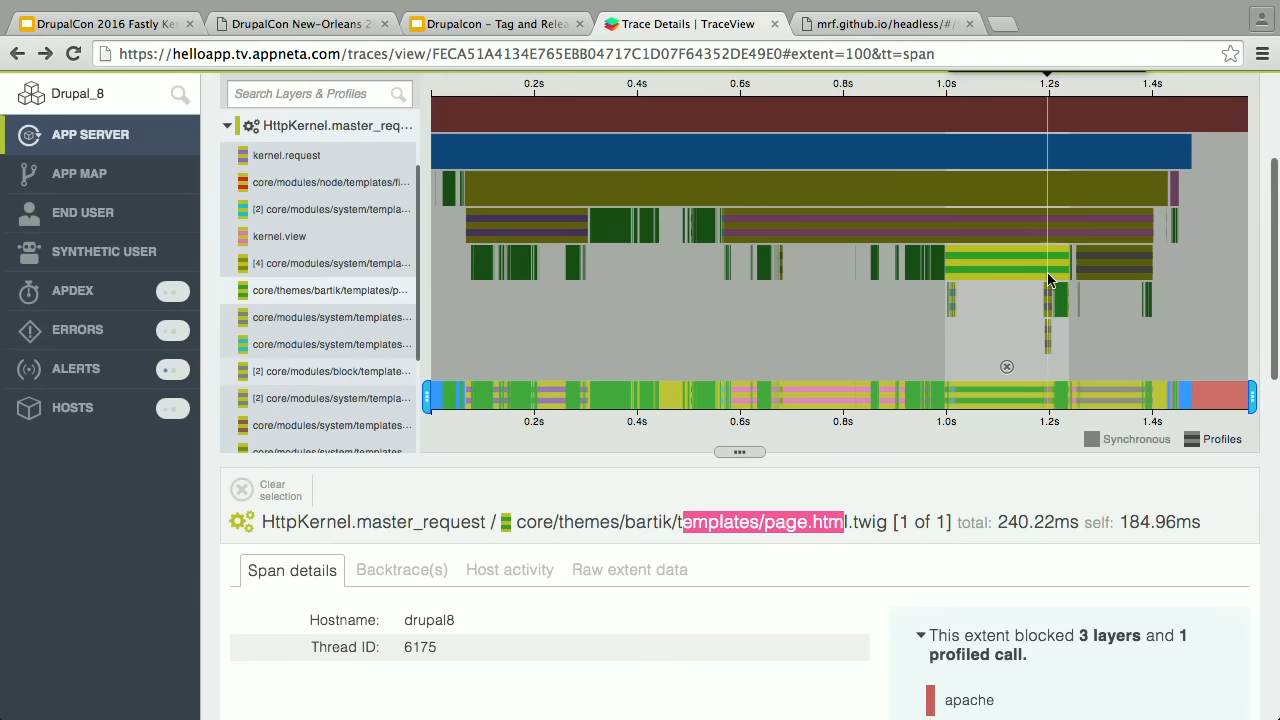 DrupalCon 2016 Fastly Ke
DrupalCon New-Orleans 2
Drupalcon – Tag and Relea
Trace Details | TraceView
mrf.github.io/headless/#/
https://helloapp.tv.appneta.com/traces/view/FECA51A4134E765EBB04717C1D07F64352DE49E0#extent=100&tt=span
Drupal_8
APP SERVER
APP MAP
END USER
SYNTHETIC USER
APDEX
ERRORS
ALERTS
HOSTS
Search Layers & Profiles
HttpKernel.master_req...
kernel.request
core/modules/node/templates/fi...
[2] core/modules/system/templa...
kernel.view
[4] core/modules/system/templa...
core/themes/bartik/templates/p...
core/modules/system/templates...
core/modules/system/templates...
[2] core/modules/block/template...
[2] core/modules/system/templa...
core/modules/system/templates...
core/modules/system/templates...
0.2s 0.4s 0.6s 0.8s 1.0s 1.2s 1.4s
0.2s 0.4s 0.6s 0.8s 1.0s 1.2s 1.4s
Synchronous Profiles
Clear
selection
HttpKernel.master_request / core/themes/bartik/templates/page.html.twig [1 of 1] total: 240.22ms self: 184.96ms
Span details Backtrace(s) Host activity Raw extent data
Hostname: drupal8
Thread ID: 6175
This extent blocked 3 layers and 1
profiled call.
apache